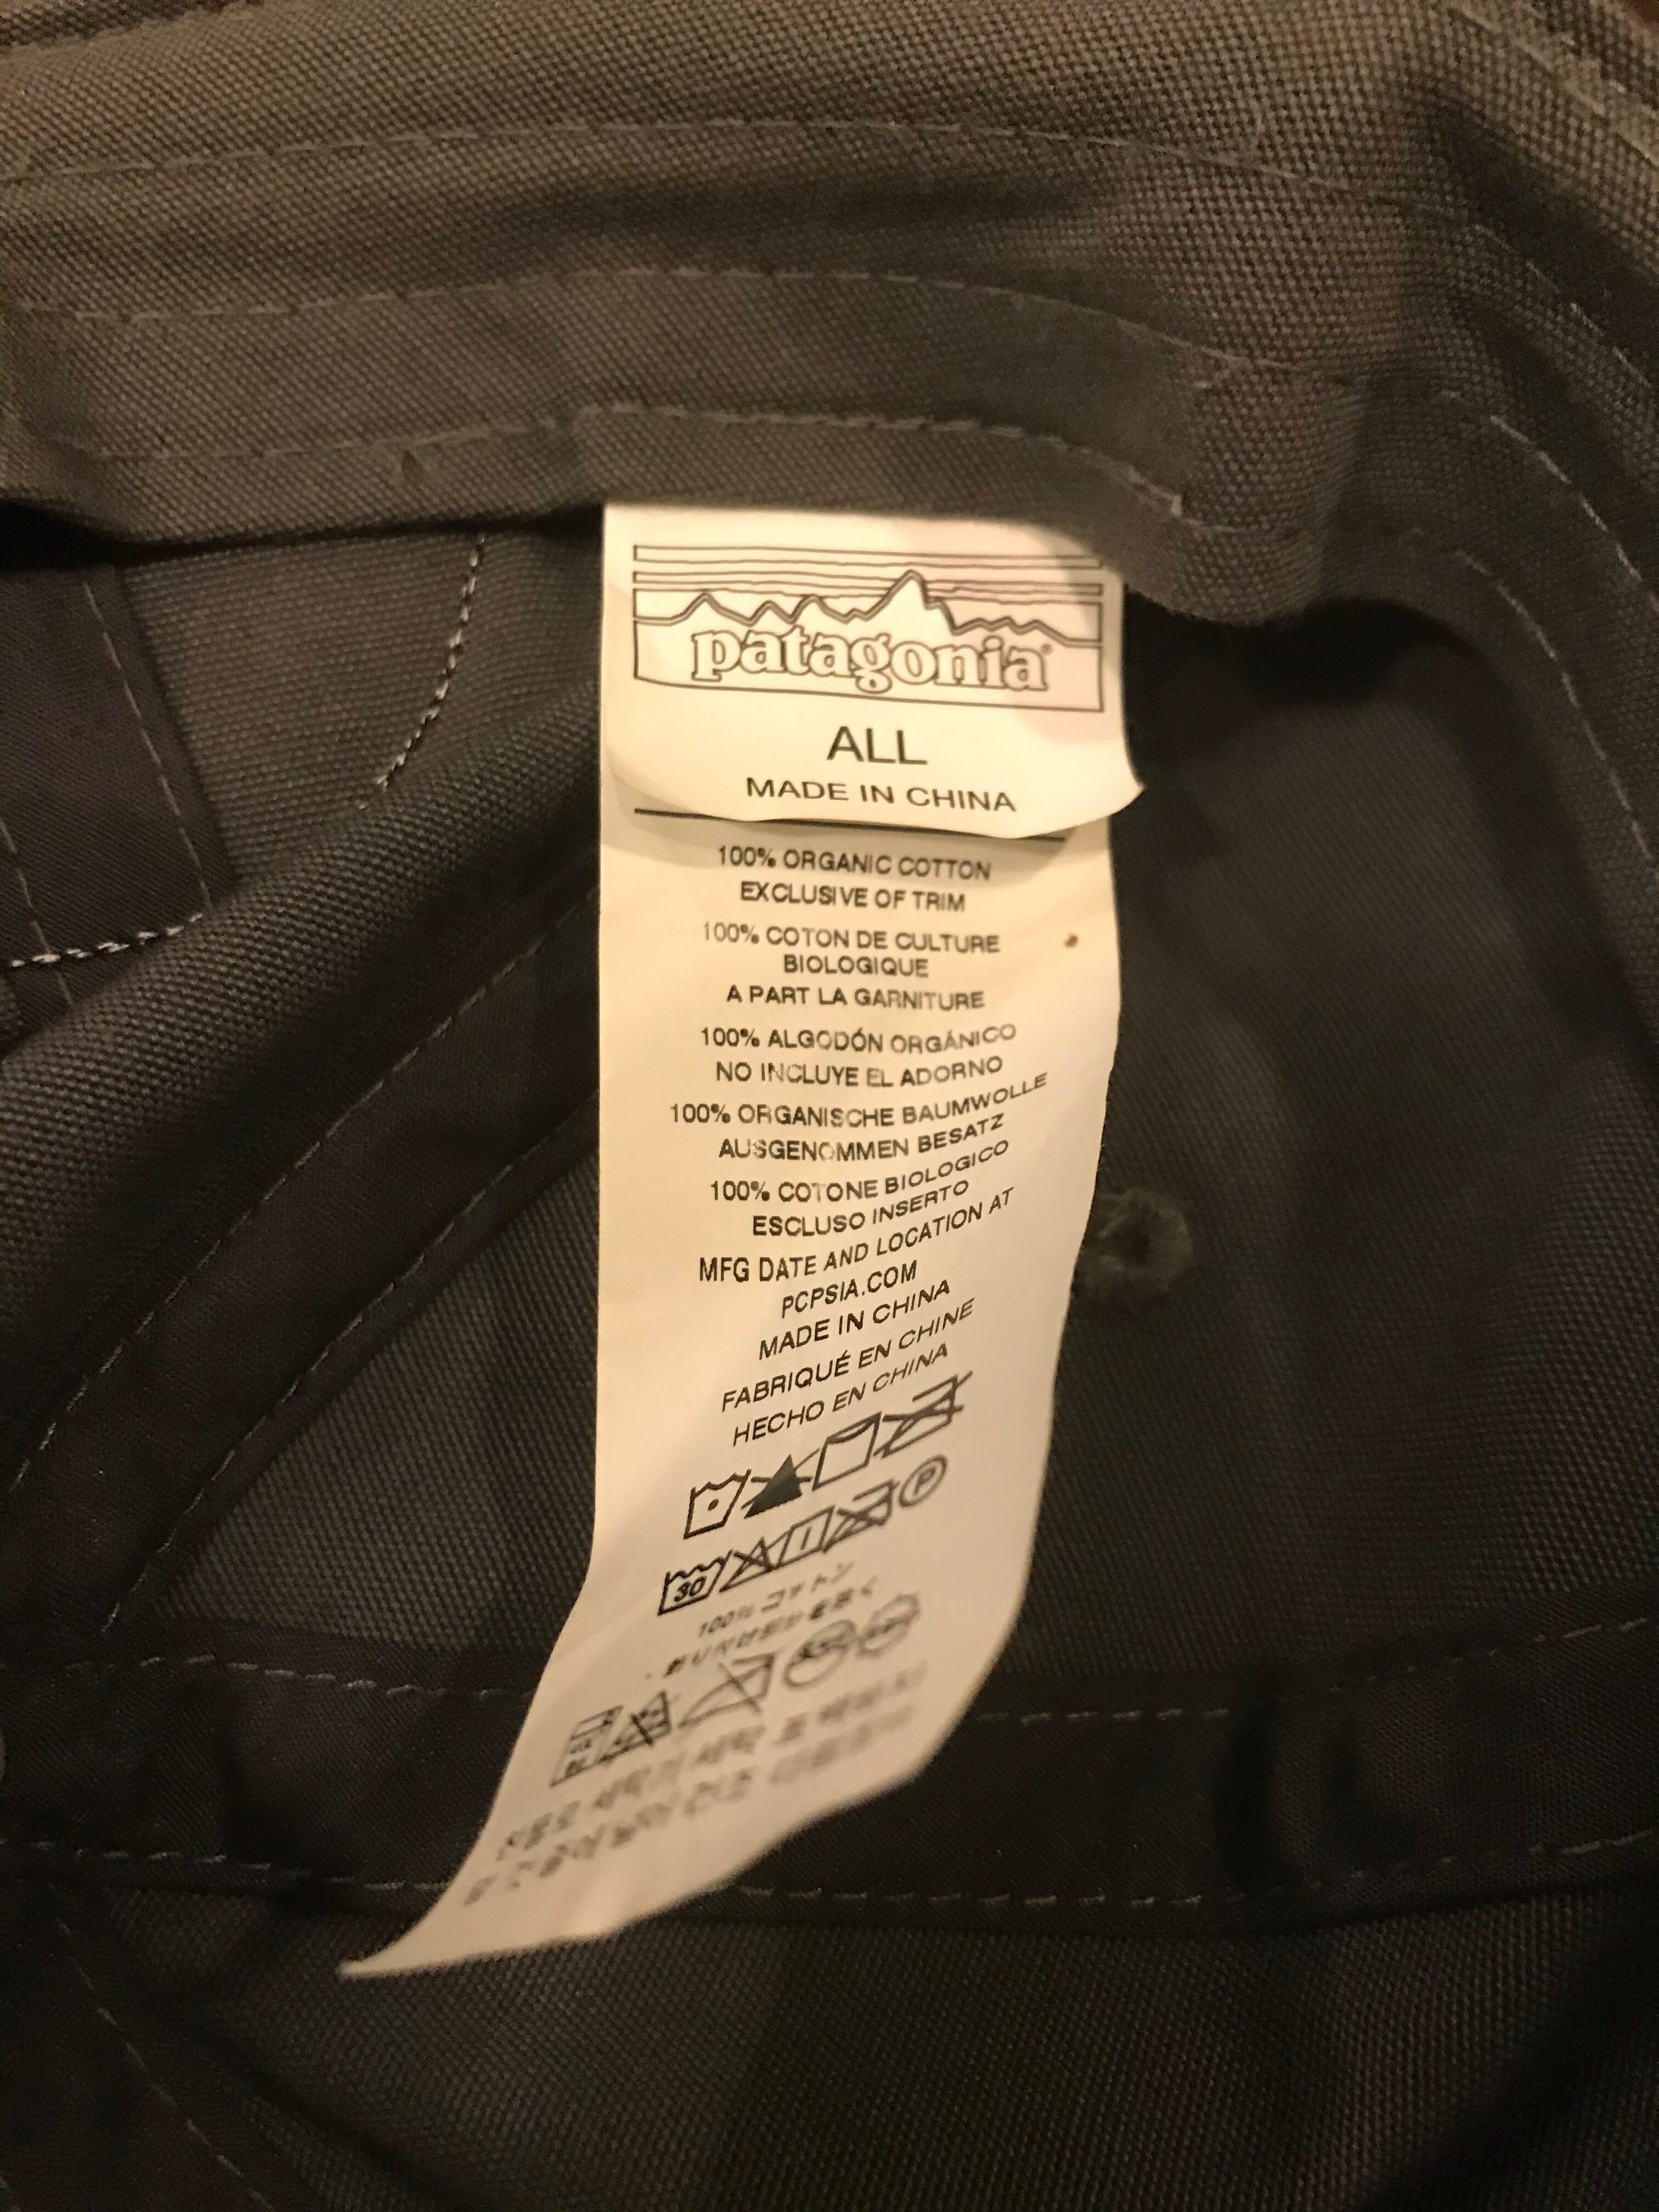 patagonia®
ALL
MADE IN CHINA
100% ORGANIC COTTON
EXCLUSIVE OF TRIM
100% COTON DE CULTURE
BIOLOGIQUE
A PART LA GARNITURE
100% ALGODÓN ORGÁNICO
NO INCLUYE EL ADORNO
100% ORGANISCHE BAUMWOLLE
AUSGENOMMEN BESATZ
100% COTONE BIOLOGICO
ESCLUSO INSERTO
MFG DATE AND LOCATION AT
PCPSIA.COM
MADE IN CHINA
FABRIQUÉ EN CHINE
HECHO EN CHINA
P
30
100% コットン